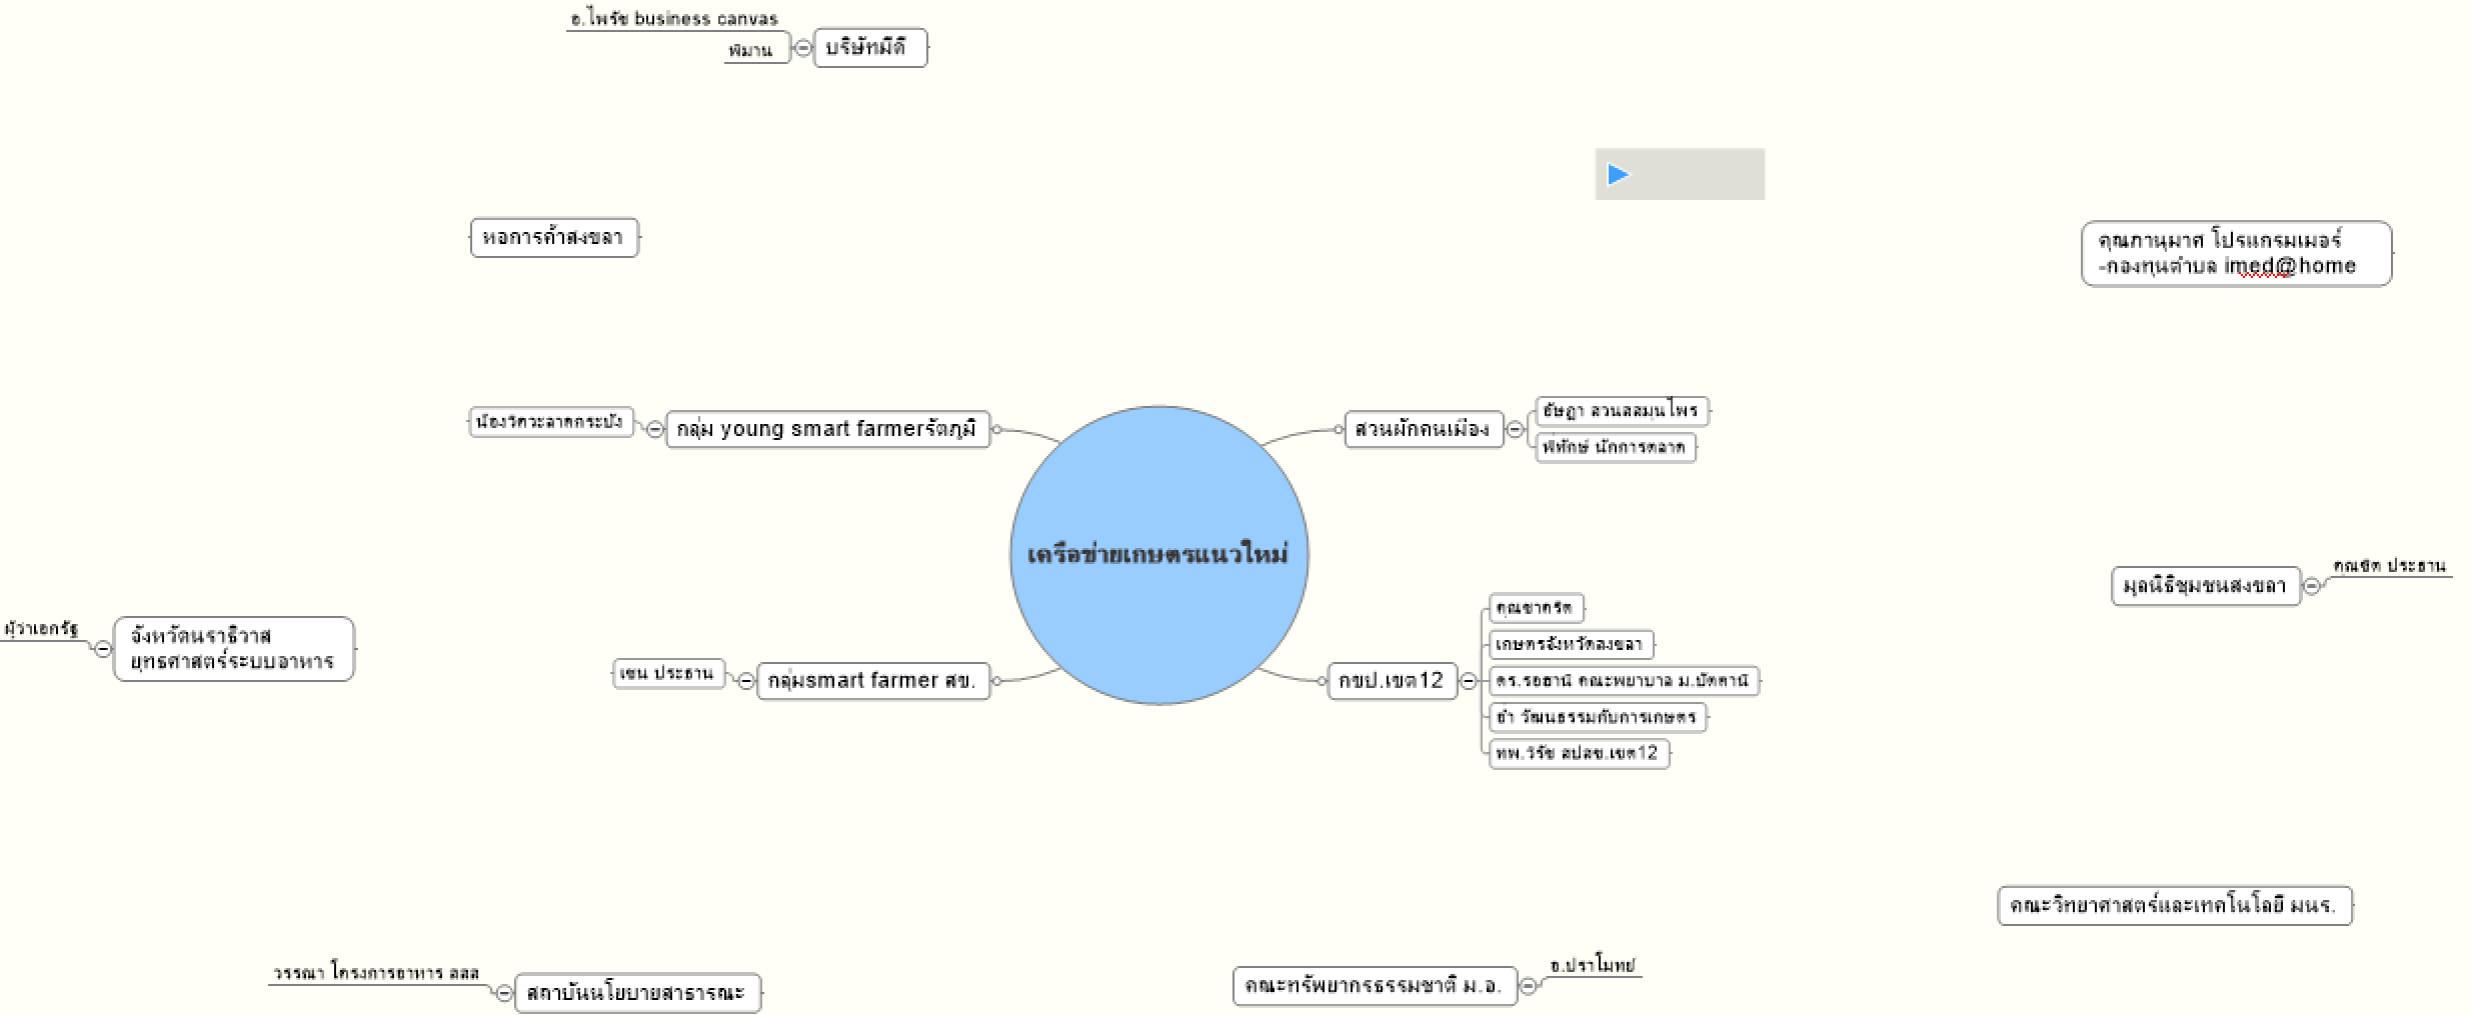 อ.ไพรัช business canvas
พิมาน
บริษัทมีดี
หอการค้าสงขลา
คุณภานุมาศ โปรแกรมเมอร์
-กองทุนตำบล imed@home
น้องวิศวะลาดกระบัง
กลุ่ม young smart farmerรัตภูมิ
สวนผักคนเมือง
อัษฎา สวนสมุนไพร
พิทักษ์ นักการตลาด
เครือข่ายเกษตรแนวใหม่
มูลนิธิชุมชนสงขลา
คุณชิต ประธาน
ผู้ว่าเอกรัฐ
จังหวัดนราธิวาส
ยุทธศาสตร์ระบบอาหาร
เชน ประธาน
กลุ่มsmart farmer สข.
กขป.เขต12
คุณชาคริต
เกษตรจังหวัดสงขลา
ดร.รอฮานิ คณะพยาบาล ม.ปัตตานี
ยำ วัฒนธรรมกับการเกษตร
ทพ.วิรัช สปสช.เขต12
คณะวิทยาศาสตร์และเทคโนโลยี มนร.
วรรณา โครงการอาหาร สสส
สถาบันนโยบายสาธารณะ
คณะทรัพยากรธรรมชาติ ม.อ.
อ.ปราโมทย์